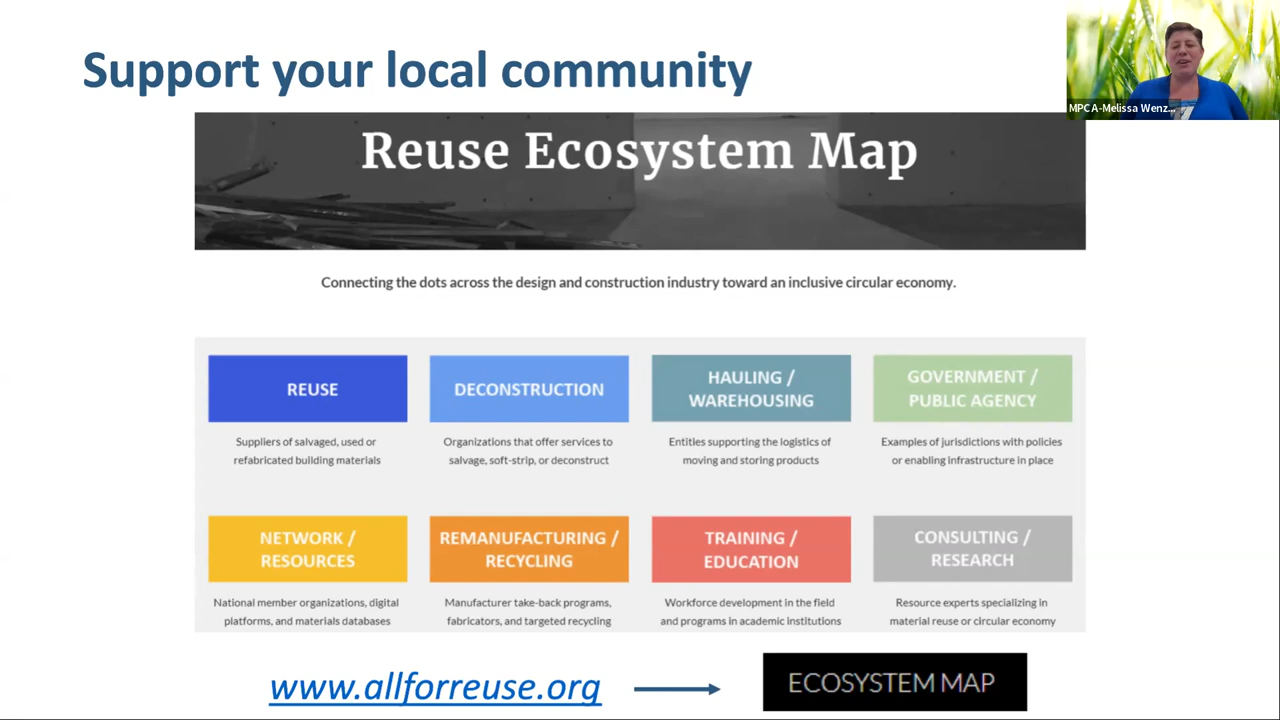 Support your local community
MPCA-Melissa Wenz...
Reuse Ecosystem Map
Connecting the dots across the design and construction industry toward an inclusive circular economy.
REUSE
Suppliers of salvaged, used or
refabricated building materials
DECONSTRUCTION
Organizations that offer services to
salvage, soft-strip, or deconstruct
HAULING /
WAREHOUSING
Entities supporting the logistics of
moving and storing products
GOVERNMENT /
PUBLIC AGENCY
Examples of jurisdictions with policies
or enabling infrastructure in place
NETWORK /
RESOURCES
National member organizations, digital
platforms, and materials databases
REMANUFACTURING /
RECYCLING
Manufacturer take-back programs,
fabricators, and targeted recycling
TRAINING /
EDUCATION
Workforce development in the field
and programs in academic institutions
CONSULTING /
RESEARCH
Resource experts specializing in
material reuse or circular economy
www.allforreuse.org
ECOSYSTEM MAP